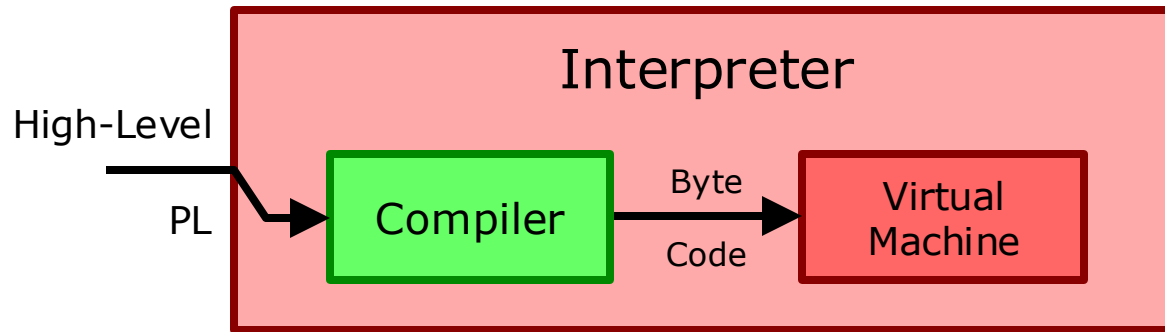 Interpreter
High-Level
PL
Compiler
Byte
Code
Virtual
Machine